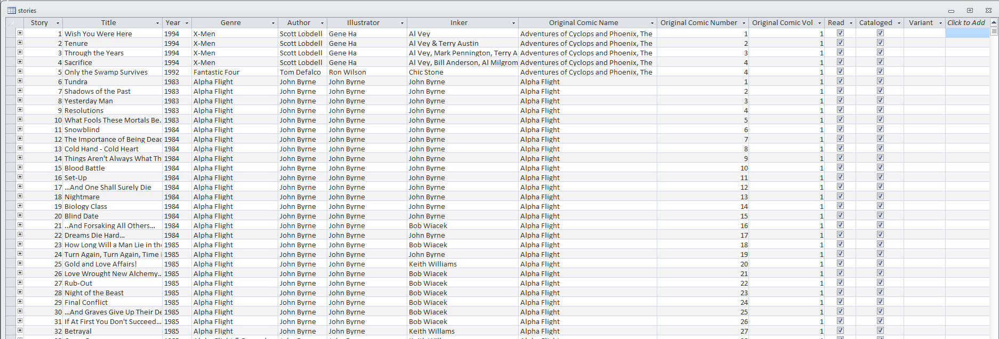 stories
Story Title Year Genre Author Illustrator Inker Original Comic Name Original Comic Number Original Comic Vol Read Cataloged Variant Click to Add
1 Wish You Were Here 1994 X-Men Scott Lobdell Gene Ha Al Vey Adventures of Cyclops and Phoenix, The 1 1
2 Tenure 1994 X-Men Scott Lobdell Gene Ha Al Vey & Terry Austin Adventures of Cyclops and Phoenix, The 2 1
3 Through the Years 1994 X-Men Scott Lobdell Gene Ha Al Vey, Mark Pennington, Terry A Adventures of Cyclops and Phoenix, The 3 1
4 Sacrifice 1994 X-Men Scott Lobdell Gene Ha Al Vey, Bill Anderson, Al Milgrom Adventures of Cyclops and Phoenix, The 4 1
5 Only the Swamp Survives 1992 Fantastic Four Tom Defalco Ron Wilson Chic Stone Adventures of Cyclops and Phoenix, The 4 1
6 Tundra 1983 Alpha Flight John Byrne John Byrne John Byrne Alpha Flight 1 1
7 Shadows of the Past 1983 Alpha Flight John Byrne John Byrne John Byrne Alpha Flight 2 1
8 Yesterday Man 1983 Alpha Flight John Byrne John Byrne John Byrne Alpha Flight 3 1
9 Resolutions 1983 Alpha Flight John Byrne John Byrne John Byrne Alpha Flight 4 1
10 What Fools These Mortals Be. 1983 Alpha Flight John Byrne John Byrne John Byrne Alpha Flight 5 1
11 Snowblind 1984 Alpha Flight John Byrne John Byrne John Byrne Alpha Flight 6 1
12 The Importance of Being Deac 1984 Alpha Flight John Byrne John Byrne John Byrne Alpha Flight 7 1
13 Cold Hand - Cold Heart 1984 Alpha Flight John Byrne John Byrne John Byrne Alpha Flight 8 1
14 Things Aren't Always What Th 1984 Alpha Flight John Byrne John Byrne John Byrne Alpha Flight 9 1
15 Blood Battle 1984 Alpha Flight John Byrne John Byrne John Byrne Alpha Flight 10 1
16 Set-Up 1984 Alpha Flight John Byrne John Byrne John Byrne Alpha Flight 11 1
17 ...And One Shall Surely Die 1984 Alpha Flight John Byrne John Byrne John Byrne Alpha Flight 12 1
18 Nightmare 1984 Alpha Flight John Byrne John Byrne John Byrne Alpha Flight 13 1
19 Biology Class 1984 Alpha Flight John Byrne John Byrne John Byrne Alpha Flight 14 1
20 Blind Date 1984 Alpha Flight John Byrne John Byrne John Byrne Alpha Flight 15 1
21 ..And Forsaking All Others... 1984 Alpha Flight John Byrne John Byrne Bob Wiacek Alpha Flight 16 1
22 Dreams Die Hard... 1984 Alpha Flight John Byrne John Byrne John Byrne Alpha Flight 17 1
23 How Long Will a Man Lie in the 1985 Alpha Flight John Byrne John Byrne Bob Wiacek Alpha Flight 18 1
24 Turn Again, Turn Again, Time 1985 Alpha Flight John Byrne John Byrne John Byrne Alpha Flight 19 1
25 Gold and Love Affairs! 1985 Alpha Flight John Byrne John Byrne Keith Williams Alpha Flight 20 1
26 Love Wrought New Alchemy.. 1985 Alpha Flight John Byrne John Byrne Bob Wiacek Alpha Flight 21 1
27 Rub-Out 1985 Alpha Flight John Byrne John Byrne Bob Wiacek Alpha Flight 22 1
28 Night of the Beast 1985 Alpha Flight John Byrne John Byrne Bob Wiacek Alpha Flight 23 1
29 Final Conflict 1985 Alpha Flight John Byrne John Byrne Bob Wiacek Alpha Flight 24 1
30 ...And Graves Give Up Their De 1985 Alpha Flight John Byrne John Byrne Bob Wiacek Alpha Flight 25 1
31 If At First You Don't Succeed... 1985 Alpha Flight John Byrne John Byrne Bob Wiacek Alpha Flight 26 1
32 Betrayal 1985 Alpha Flight John Byrne John Byrne Keith Williams Alpha Flight 27 1